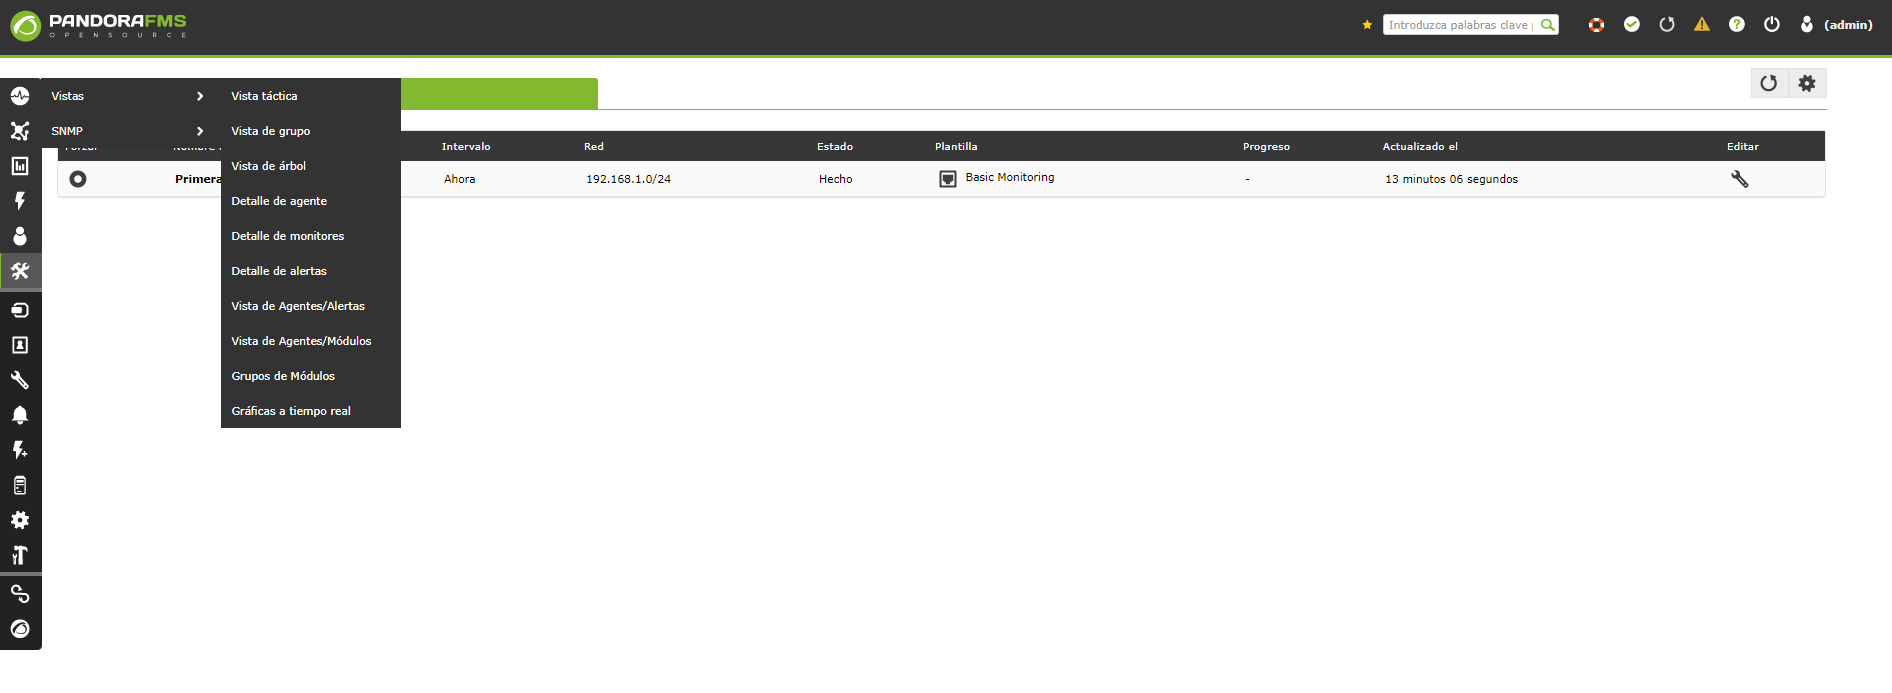 PANDORAFMS
OPENSOURCE
Introduzca palabras clave
(admin)
Vistas
SNMP
Vista táctica
Vista de grupo
Vista de árbol
Detalle de agente
Detalle de monitores
Detalle de alertas
Vista de Agentes/Alertas
Vista de Agentes/Módulos
Grupos de Módulos
Gráficas a tiempo real
Intervalo Red Estado Plantilla Progreso Actualizado el Editar
Primera Ahora 192.168.1.0/24 Hecho Basic Monitoring - 13 minutos 06 segundos